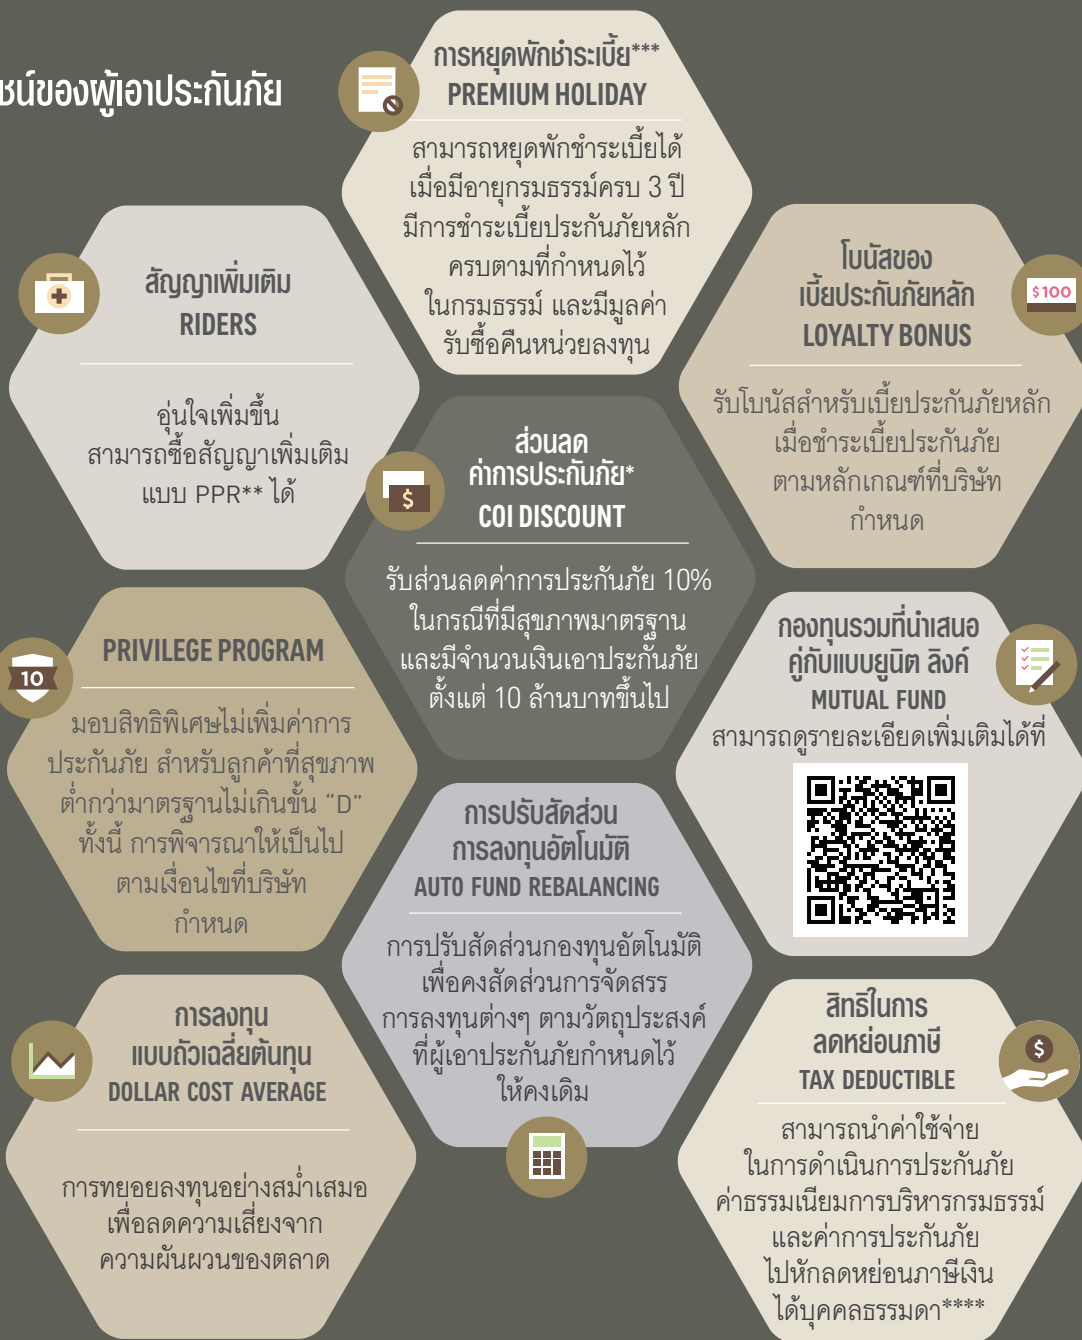 ชน์ของผู้เอาประกันภัย
การหยุดพักชำระเบี้ย***
PREMIUM HOLIDAY
สามารถหยุดพักชำระเบี้ยได้
เมื่อมีอายุกรมธรรม์ครบ 3 ปี
มีการชำระเบี้ยประกันภัยหลัก
ครบตามที่กำหนดไว้
ในกรมธรรม์ และมีมูลค่า
รับซื้อคืนหน่วยลงทุน
สัญญาเพิ่มเติม
RIDERS
อุ่นใจเพิ่มขึ้น
สามารถซื้อสัญญาเพิ่มเติม
แบบ PPR** ได้
โบนัสของ
เบี้ยประกันภัยหลัก
LOYALTY BONUS
$100
รับโบนัสสำหรับเบี้ยประกันภัยหลัก
เมื่อชำระเบี้ยประกันภัย
ตามหลักเกณฑ์ที่บริษัท
กำหนด
ส่วนลด
ค่าการประกันภัย*
COI DISCOUNT
$
รับส่วนลดค่าการประกันภัย 10%
ในกรณีที่มีสุขภาพมาตรฐาน
และมีจำนวนเงินเอาประกันภัย
ตั้งแต่ 10 ล้านบาทขึ้นไป
10
PRIVILEGE PROGRAM
มอบสิทธิพิเศษไม่เพิ่มค่าการ
ประกันภัย สำหรับลูกค้าที่สุขภาพ
ต่ำกว่ามาตรฐานไม่เกินขั้น “D”
ทั้งนี้ การพิจารณาให้เป็นไป
ตามเงื่อนไขที่บริษัท
กำหนด
กองทุนรวมที่นำเสนอ
คู่กับแบบยูนิต ลิงค์
MUTUAL FUND
สามารถดูรายละเอียดเพิ่มเติมได้ที่
การปรับสัดส่วน
การลงทุนอัตโนมัติ
AUTO FUND REBALANCING
การปรับสัดส่วนกองทุนอัตโนมัติ
เพื่อคงสัดส่วนการจัดสรร
การลงทุนต่างๆ ตามวัตถุประสงค์
ที่ผู้เอาประกันภัยกำหนดไว้
ให้คงเดิม
การลงทุน
แบบถัวเฉลี่ยต้นทุน
DOLLAR COST AVERAGE
การทยอยลงทุนอย่างสม่ำเสมอ
เพื่อลดความเสี่ยงจาก
ความผันผวนของตลาด
สิทธิในการ
ลดหย่อนภาษี
TAX DEDUCTIBLE
$
สามารถนำค่าใช้จ่าย
ในการดำเนินการประกันภัย
ค่าธรรมเนียมการบริหารกรมธรรม์
และค่าการประกันภัย
ไปหักลดหย่อนภาษีเงิน
ได้บุคคลธรรมดา****